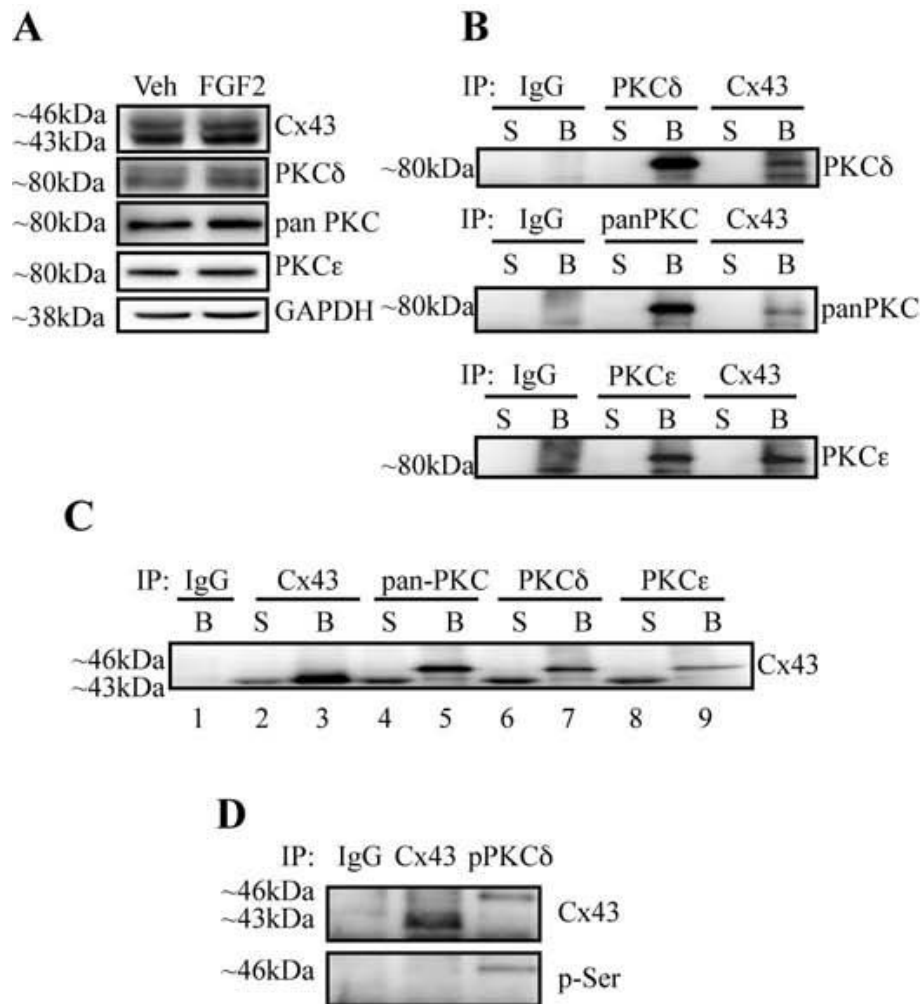 A
Veh FGF2
~46kDa
~43kDa
Cx43
~80kDa
PKCδ
~80kDa
pan PKC
~80kDa
PKCε
~38kDa
GAPDH
B
IP: IgG PKCδ Cx43
S B S B S B
~80kDa
PKCδ
IP: IgG panPKC Cx43
S B S B S B
~80kDa
panPKC
IP: IgG PKCε Cx43
S B S B S B
~80kDa
PKCε
C
IP: IgG Cx43 pan-PKC PKCδ PKCε
B S B S B S B S B
~46kDa
~43kDa
Cx43
1 2 3 4 5 6 7 8 9
D
IP: IgG Cx43 pPKCδ
~46kDa
~43kDa
Cx43
~46kDa
p-Ser